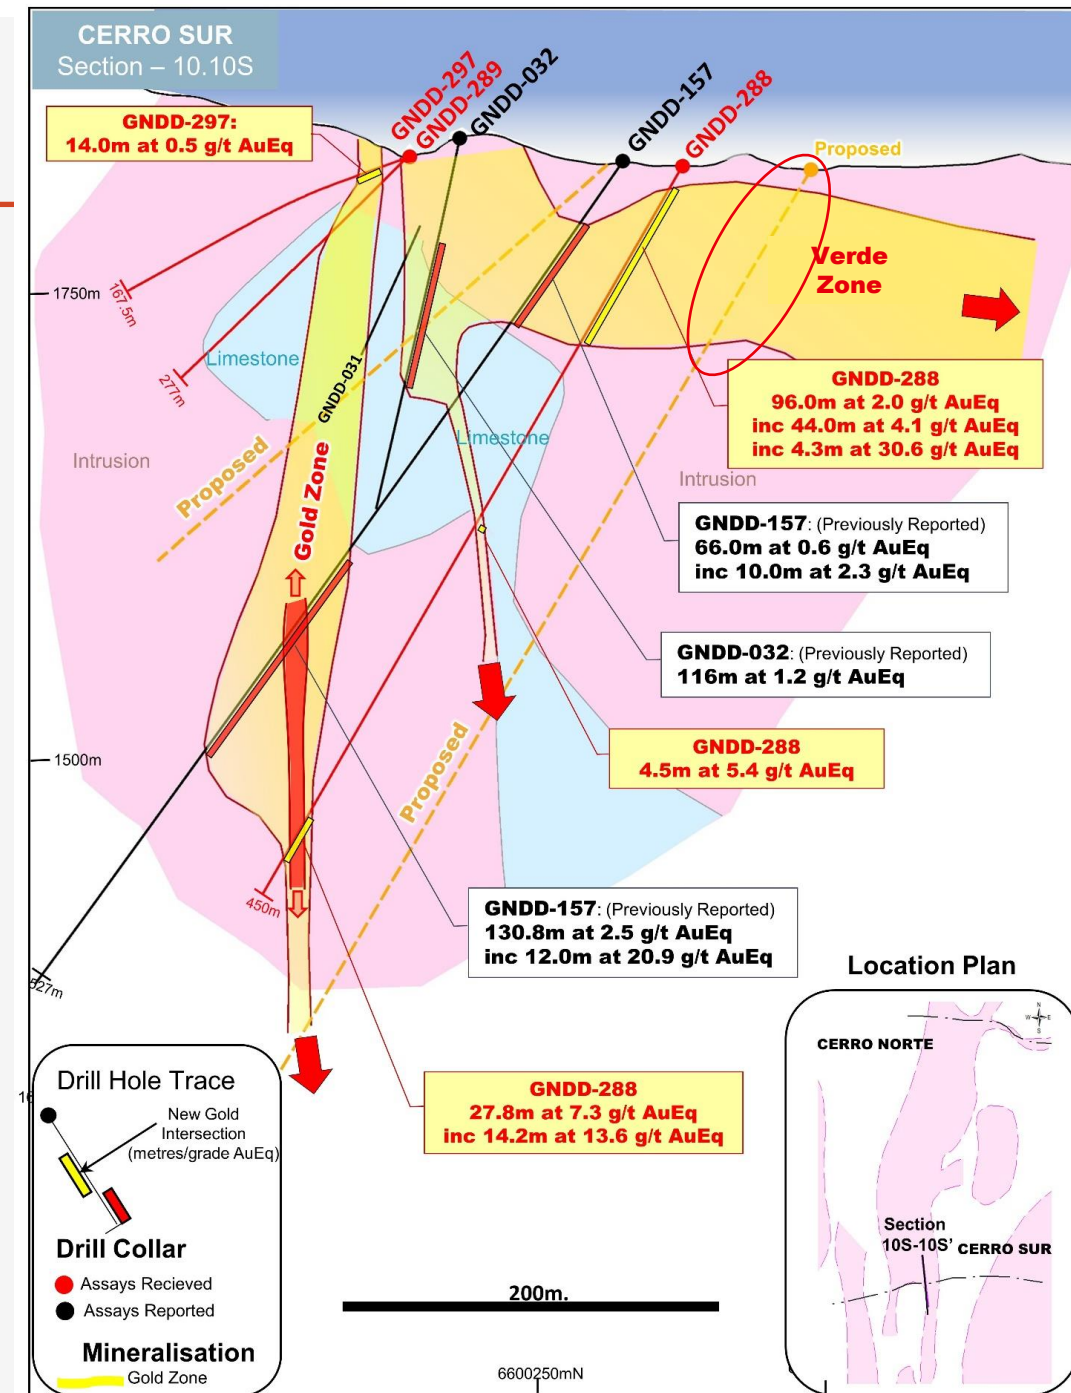 CERRO SUR
Section – 10.10S
GNDD-297
GNDD-289
GNDD-032
GNDD-157
GNDD-288
Proposed
GNDD-297:
14.0m at 0.5 g/t AuEq
Verde
Zone
1750m
167.5m
277m
Limestone
GNDD-031
Limestone
Intrusion
Proposed
Gold Zone
Intrusion
GNDD-288
96.0m at 2.0 g/t AuEq
inc 44.0m at 4.1 g/t AuEq
inc 4.3m at 30.6 g/t AuEq
GNDD-157: (Previously Reported)
66.0m at 0.6 g/t AuEq
inc 10.0m at 2.3 g/t AuEq
GNDD-032: (Previously Reported)
116m at 1.2 g/t AuEq
GNDD-288
4.5m at 5.4 g/t AuEq
1500m
Proposed
450m
527m
GNDD-157: (Previously Reported)
130.8m at 2.5 g/t AuEq
inc 12.0m at 20.9 g/t AuEq
GNDD-288
27.8m at 7.3 g/t AuEq
inc 14.2m at 13.6 g/t AuEq
Drill Hole Trace
New Gold
Intersection
(metres/grade AuEq)
Drill Collar
Assays Recieved
Assays Reported
Mineralisation
Gold Zone
200m.
6600250mN
Location Plan
N
W E
S
CERRO NORTE
Section
10S-10S’
CERRO SUR